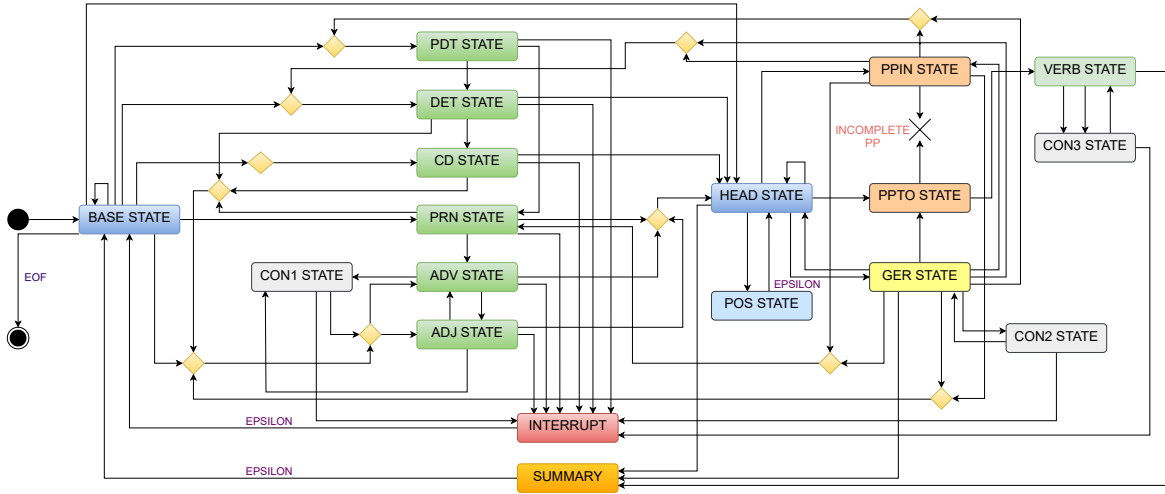 PDT STATE
PPIN STATE
VERB STATE
DET STATE
INCOMPLETE
PP
CON3 STATE
CD STATE
HEAD STATE
PPTO STATE
BASE STATE
PRN STATE
EOF
CON1 STATE
ADV STATE
GER STATE
EPSILON
POS STATE
ADJ STATE
CON2 STATE
EPSILON
INTERRUPT
EPSILON
SUMMARY